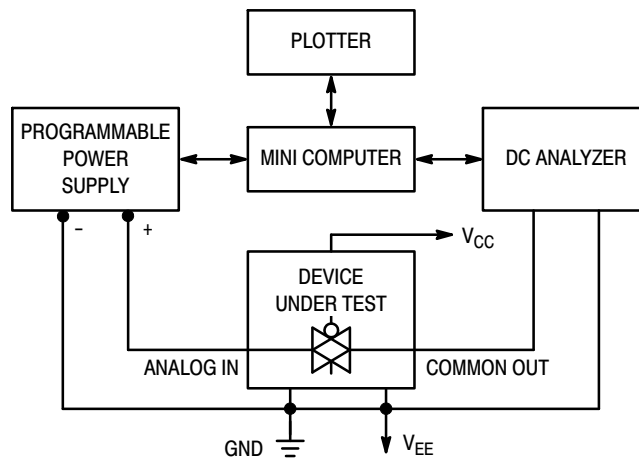 PLOTTER
PROGRAMMABLE
POWER
SUPPLY
MINI COMPUTER
DC ANALYZER
– +
VCC
DEVICE
UNDER TEST
ANALOG IN
COMMON OUT
GND
VEE